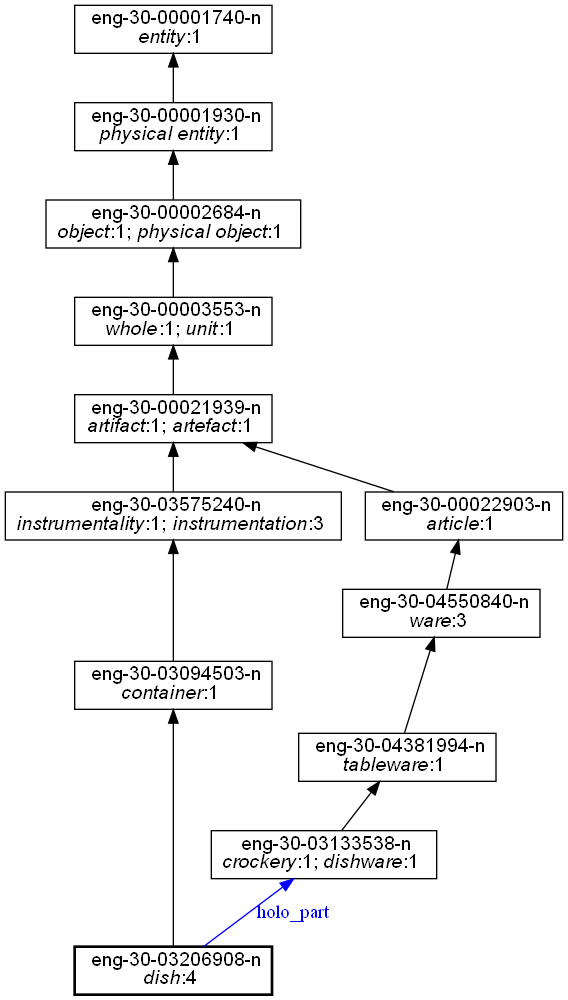 eng-30-00001740-n
entity:1
eng-30-00001930-n
physical entity:1
eng-30-00002684-n
object:1; physical object:1
eng-30-00003553-n
whole:1; unit:1
eng-30-00021939-n
artifact:1; artefact:1
eng-30-03575240-n
instrumentality:1; instrumentation:3
eng-30-00022903-n
article:1
eng-30-04550840-n
ware:3
eng-30-03094503-n
container:1
eng-30-04381994-n
tableware:1
eng-30-03133538-n
crockery:1; dishware:1
holo_part
eng-30-03206908-n
dish:4